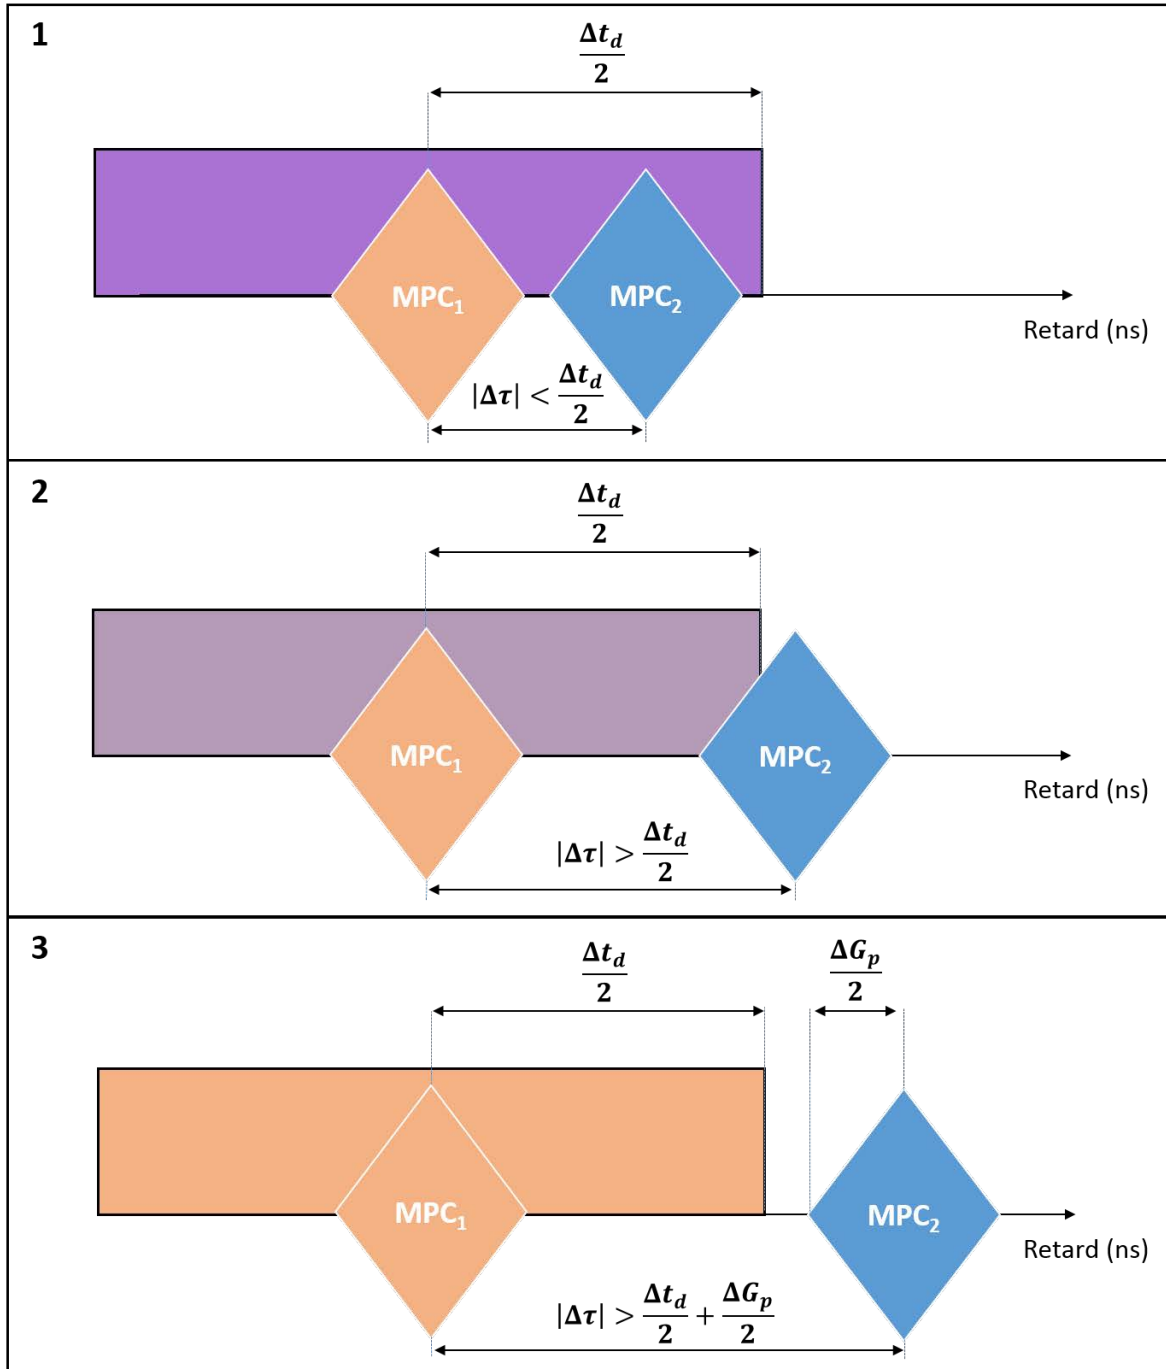 1
Δt_d/2
MPC₁
MPC₂
Retard (ns)
|Δτ| < Δt_d/2
2
Δt_d/2
MPC₁
MPC₂
Retard (ns)
|Δτ| > Δt_d/2
3
Δt_d/2
ΔG_p/2
MPC₁
MPC₂
Retard (ns)
|Δτ| > Δt_d/2 + ΔG_p/2